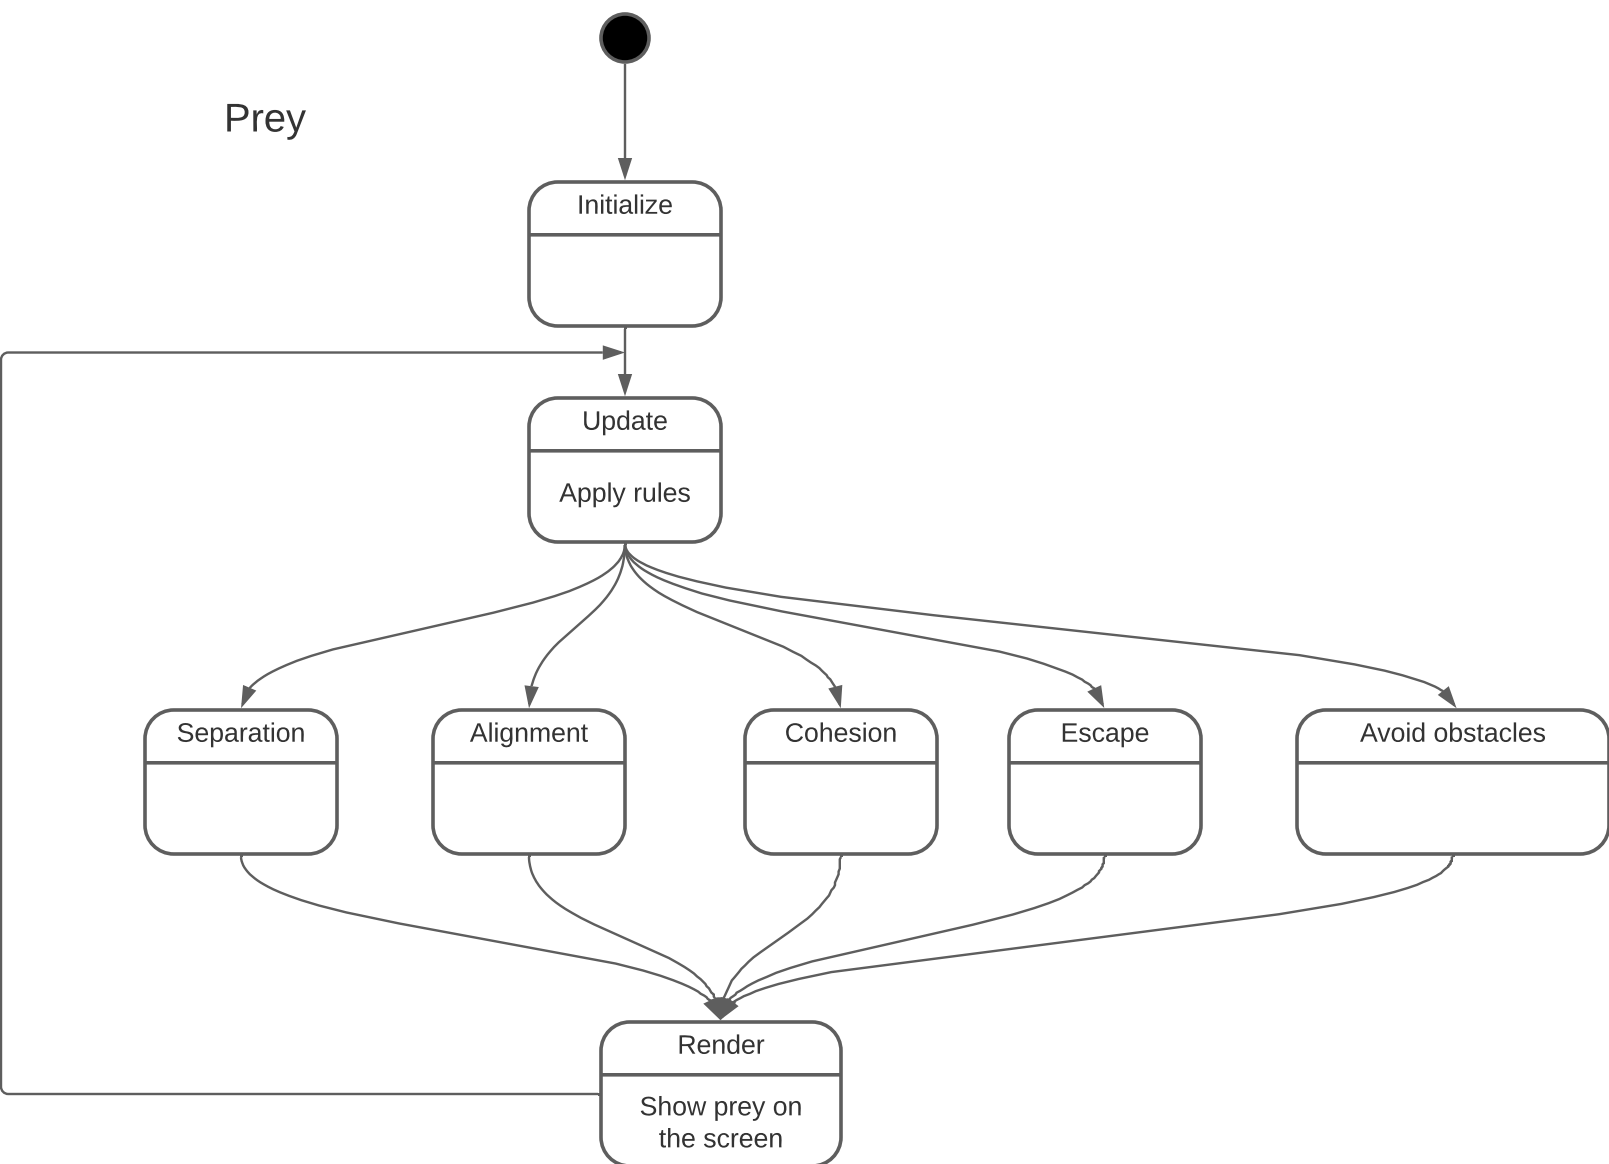 Prey
Initialize
Update
Apply rules
Separation
Alignment
Cohesion
Escape
Avoid obstacles
Render
Show prey on
the screen